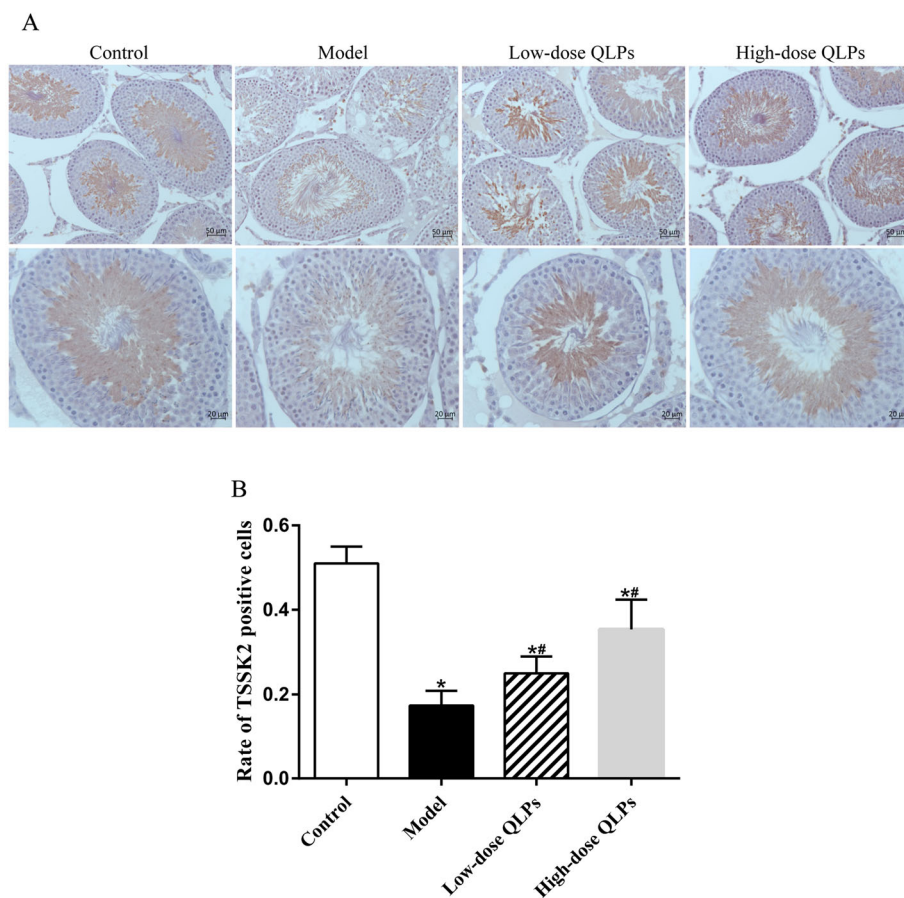 A
Control
Model
Low-dose QLPs
High-dose QLPs
50 μm
50 μm
50 μm
50 μm
20 μm
20 μm
20 μm
20 μm
B
Rate of TSSK2 positive cells
0.6
0.4
0.2
0.0
*
*#
*#
Control
Model
Low-dose QLPs
High-dose QLPs